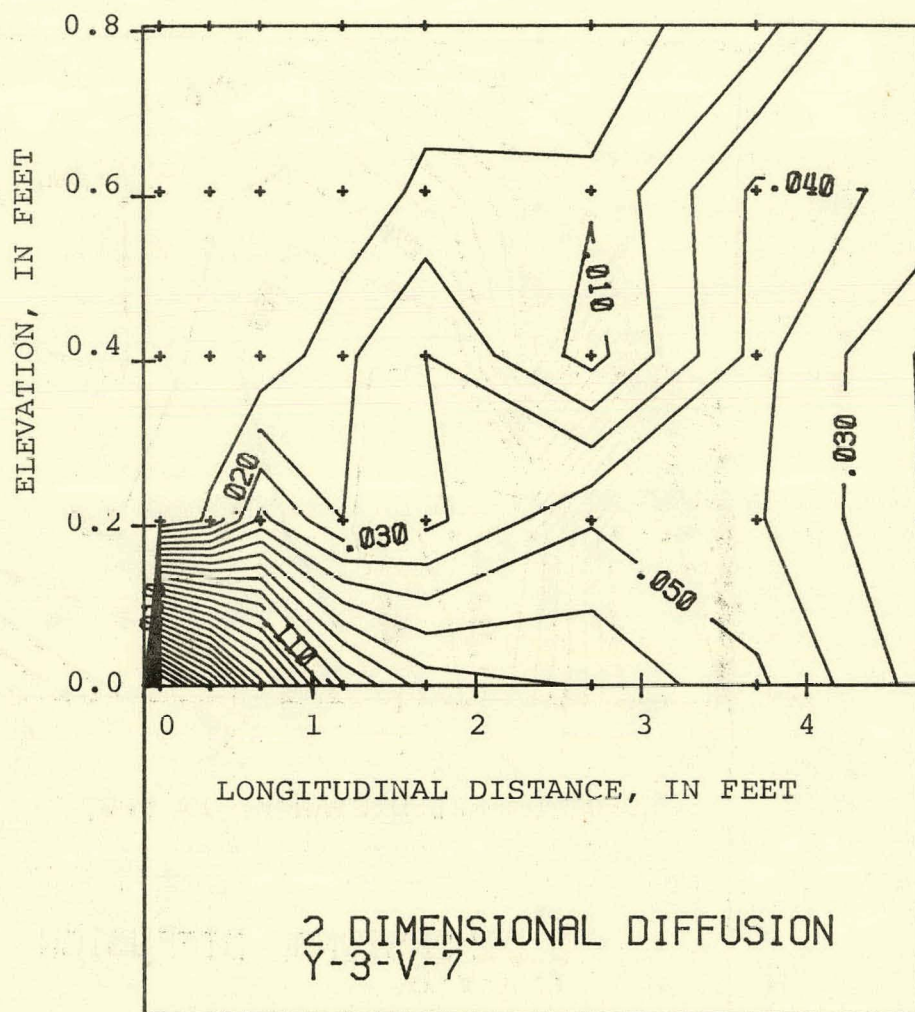 0.8
0.6
0.4
0.2
0.0
ELEVATION, IN FEET
.040
.010
.020
.030
.030
.050
.110
0 1 2 3 4
LONGITUDINAL DISTANCE, IN FEET
2 DIMENSIONAL DIFFUSION
Y-3-V-7